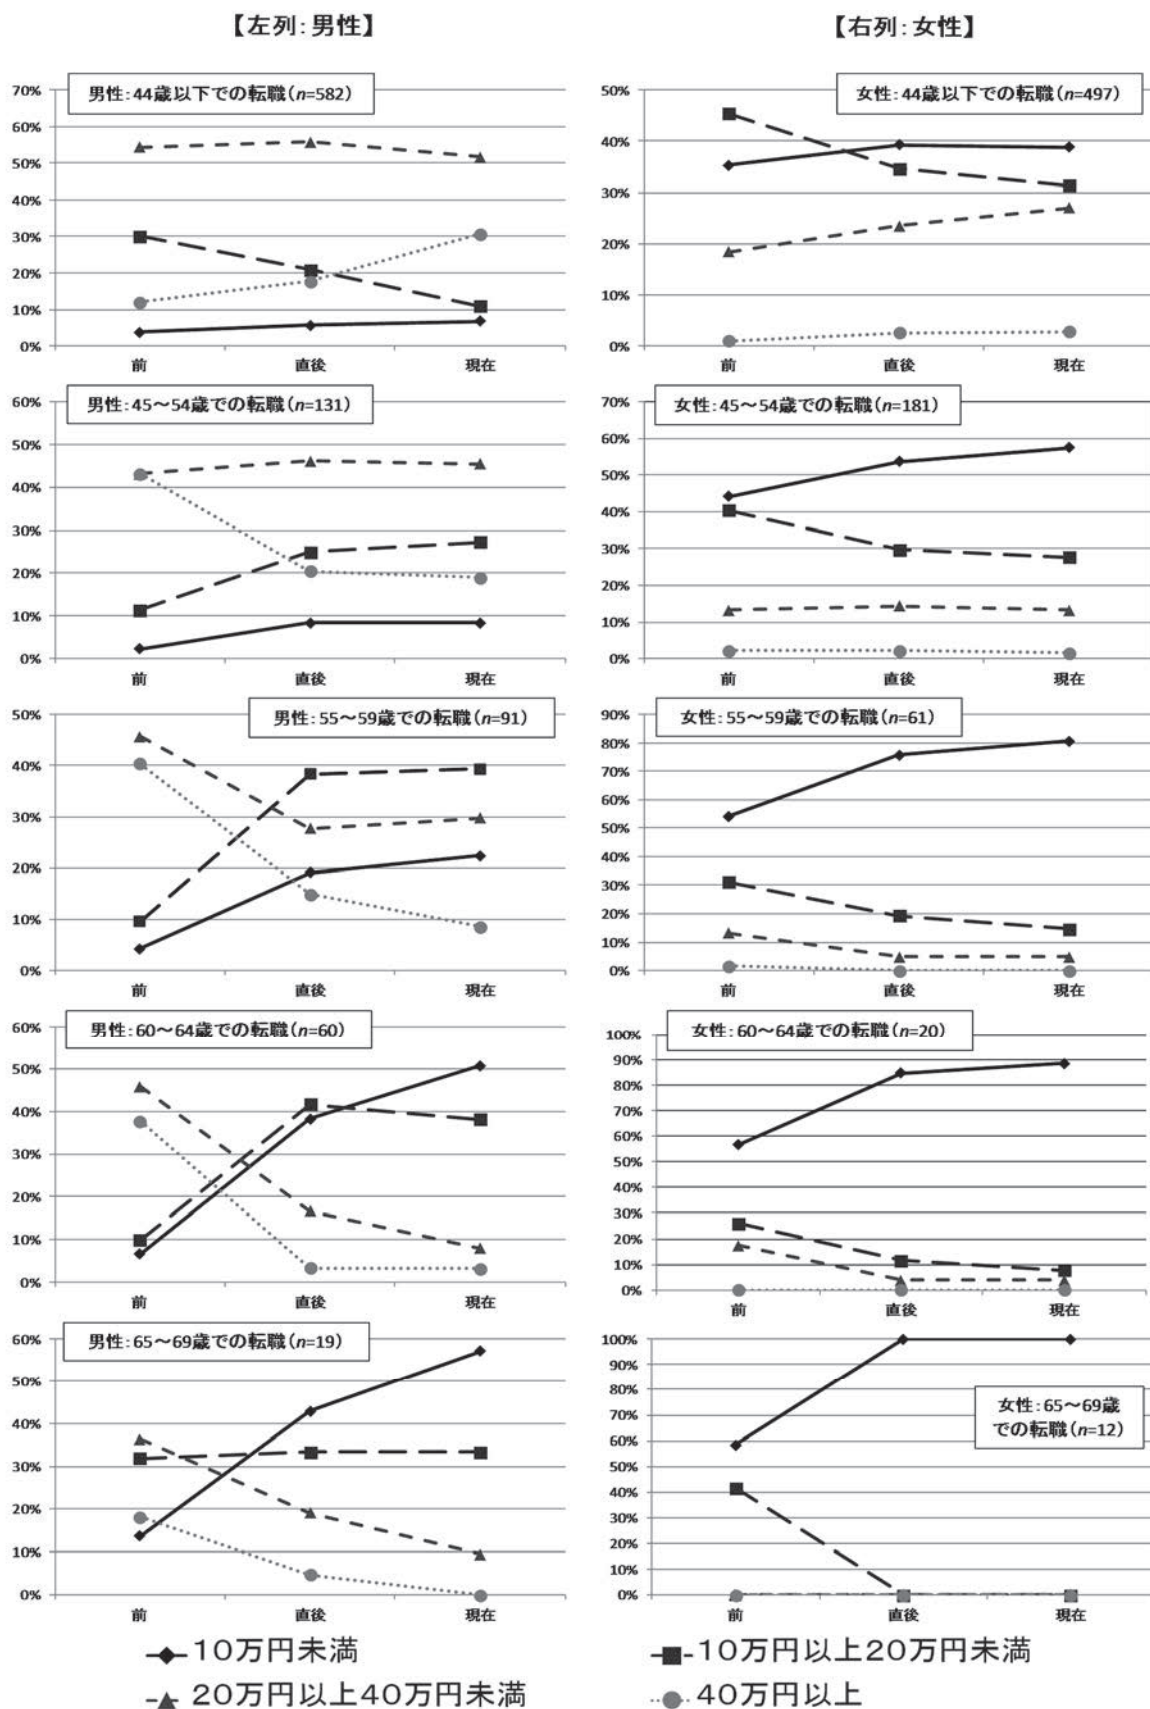 【左列：男性】
【右列：女性】
男性：44歳以下での転職（n=582）
70%
60%
50%
40%
30%
20%
10%
0%
前
直後
現在
女性：44歳以下での転職（n=497）
50%
40%
30%
20%
10%
0%
前
直後
現在
男性：45～54歳での転職（n=131）
60%
50%
40%
30%
20%
10%
0%
前
直後
現在
女性：45～54歳での転職（n=181）
70%
60%
50%
40%
30%
20%
10%
0%
前
直後
現在
男性：55～59歳での転職（n=91）
50%
40%
30%
20%
10%
0%
前
直後
現在
女性：55～59歳での転職（n=61）
90%
80%
70%
60%
50%
40%
30%
20%
10%
0%
前
直後
現在
男性：60～64歳での転職（n=60）
60%
50%
40%
30%
20%
10%
0%
前
直後
現在
女性：60～64歳での転職（n=20）
100%
90%
80%
70%
60%
50%
40%
30%
20%
10%
0%
前
直後
現在
男性：65～69歳での転職（n=19）
60%
50%
40%
30%
20%
10%
0%
前
直後
現在
女性：65～69歳
での転職（n=12）
100%
90%
80%
70%
60%
50%
40%
30%
20%
10%
0%
前
直後
現在
10万円未満
10万円以上20万円未満
20万円以上40万円未満
40万円以上